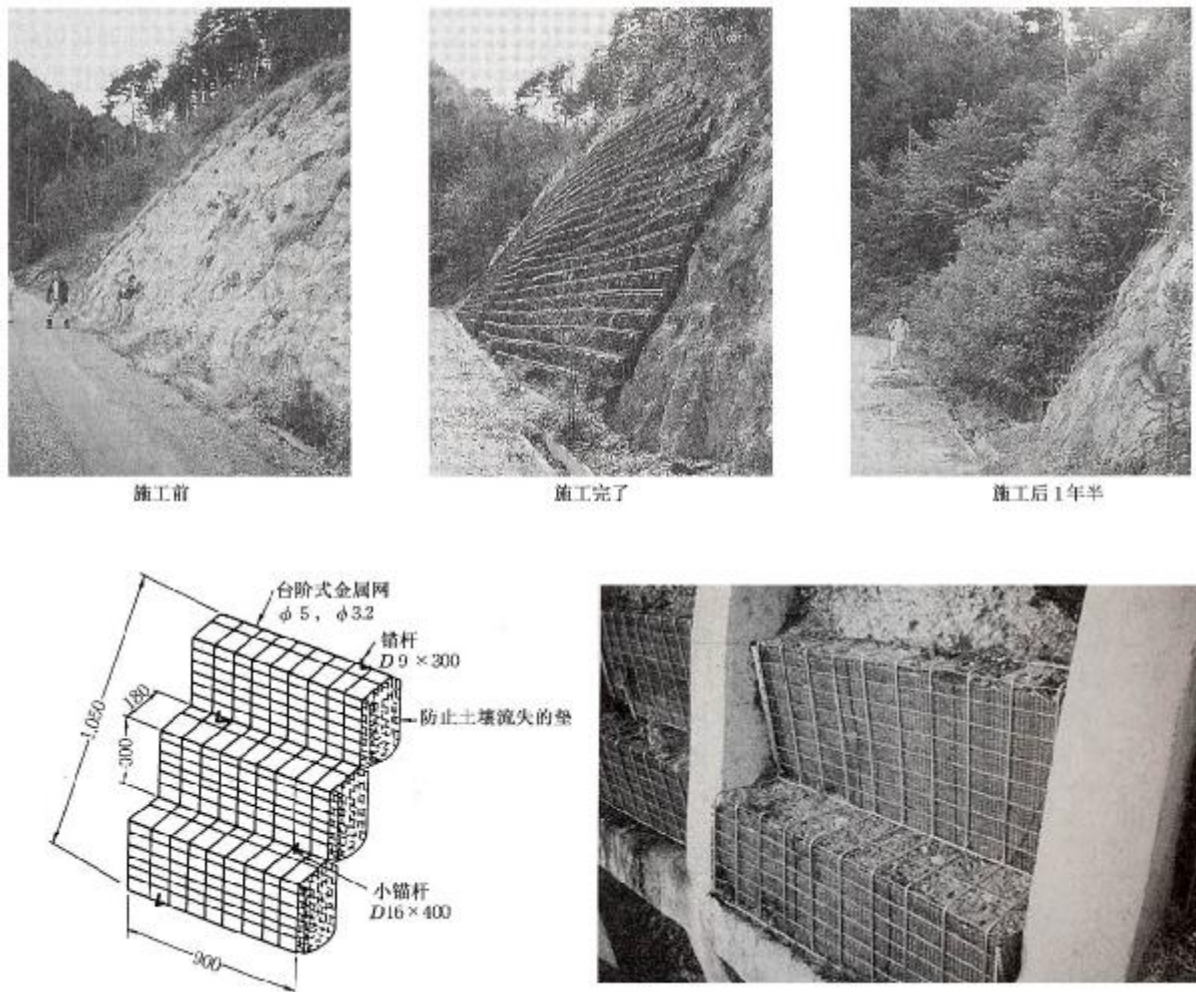 施工前
施工完了
施工后1年半
台阶式金属网
φ5，φ3.2
锚杆
D9×300
防止土壤流失的垫
180
1,050
~300
小锚杆
D16×400
900